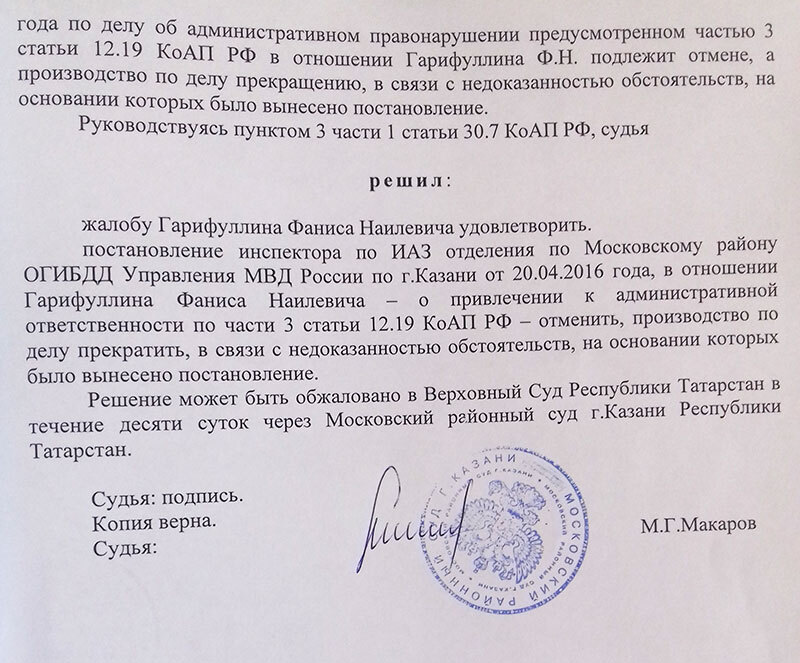 года по делу об административном правонарушении предусмотренном частью 3
статьи 12.19 КоАП РФ в отношении Гарифуллина Ф.Н. подлежит отмене, а
производство по делу прекращению, в связи с недоказанностью обстоятельств, на
основании которых было вынесено постановление.
Руководствуясь пунктом 3 части 1 статьи 30.7 КоАП РФ, судья
решил:
жалобу Гарифуллина Фаниса Наилевича удовлетворить.
постановление инспектора по ИАЗ отделения по Московскому району
ОГИБДД Управления МВД России по г.Казани от 20.04.2016 года, в отношении
Гарифуллина Фаниса Наилевича – о привлечении к административной
ответственности по части 3 статьи 12.19 КоАП РФ – отменить, производство по
делу прекратить, в связи с недоказанностью обстоятельств, на основании которых
было вынесено постановление.
Решение может быть обжаловано в Верховный Суд Республики Татарстан в
течение десяти суток через Московский районный суд г.Казани Республики
Татарстан.
Судья: подпись.
Копия верна.
Судья:
М.Г.Макаров
МОСКОВСКИЙ РАЙОННЫЙ СУД Г.КАЗАНИ
МОСКОВСКИЙ РАЙОННЫЙ СУД Г.КАЗАНИ